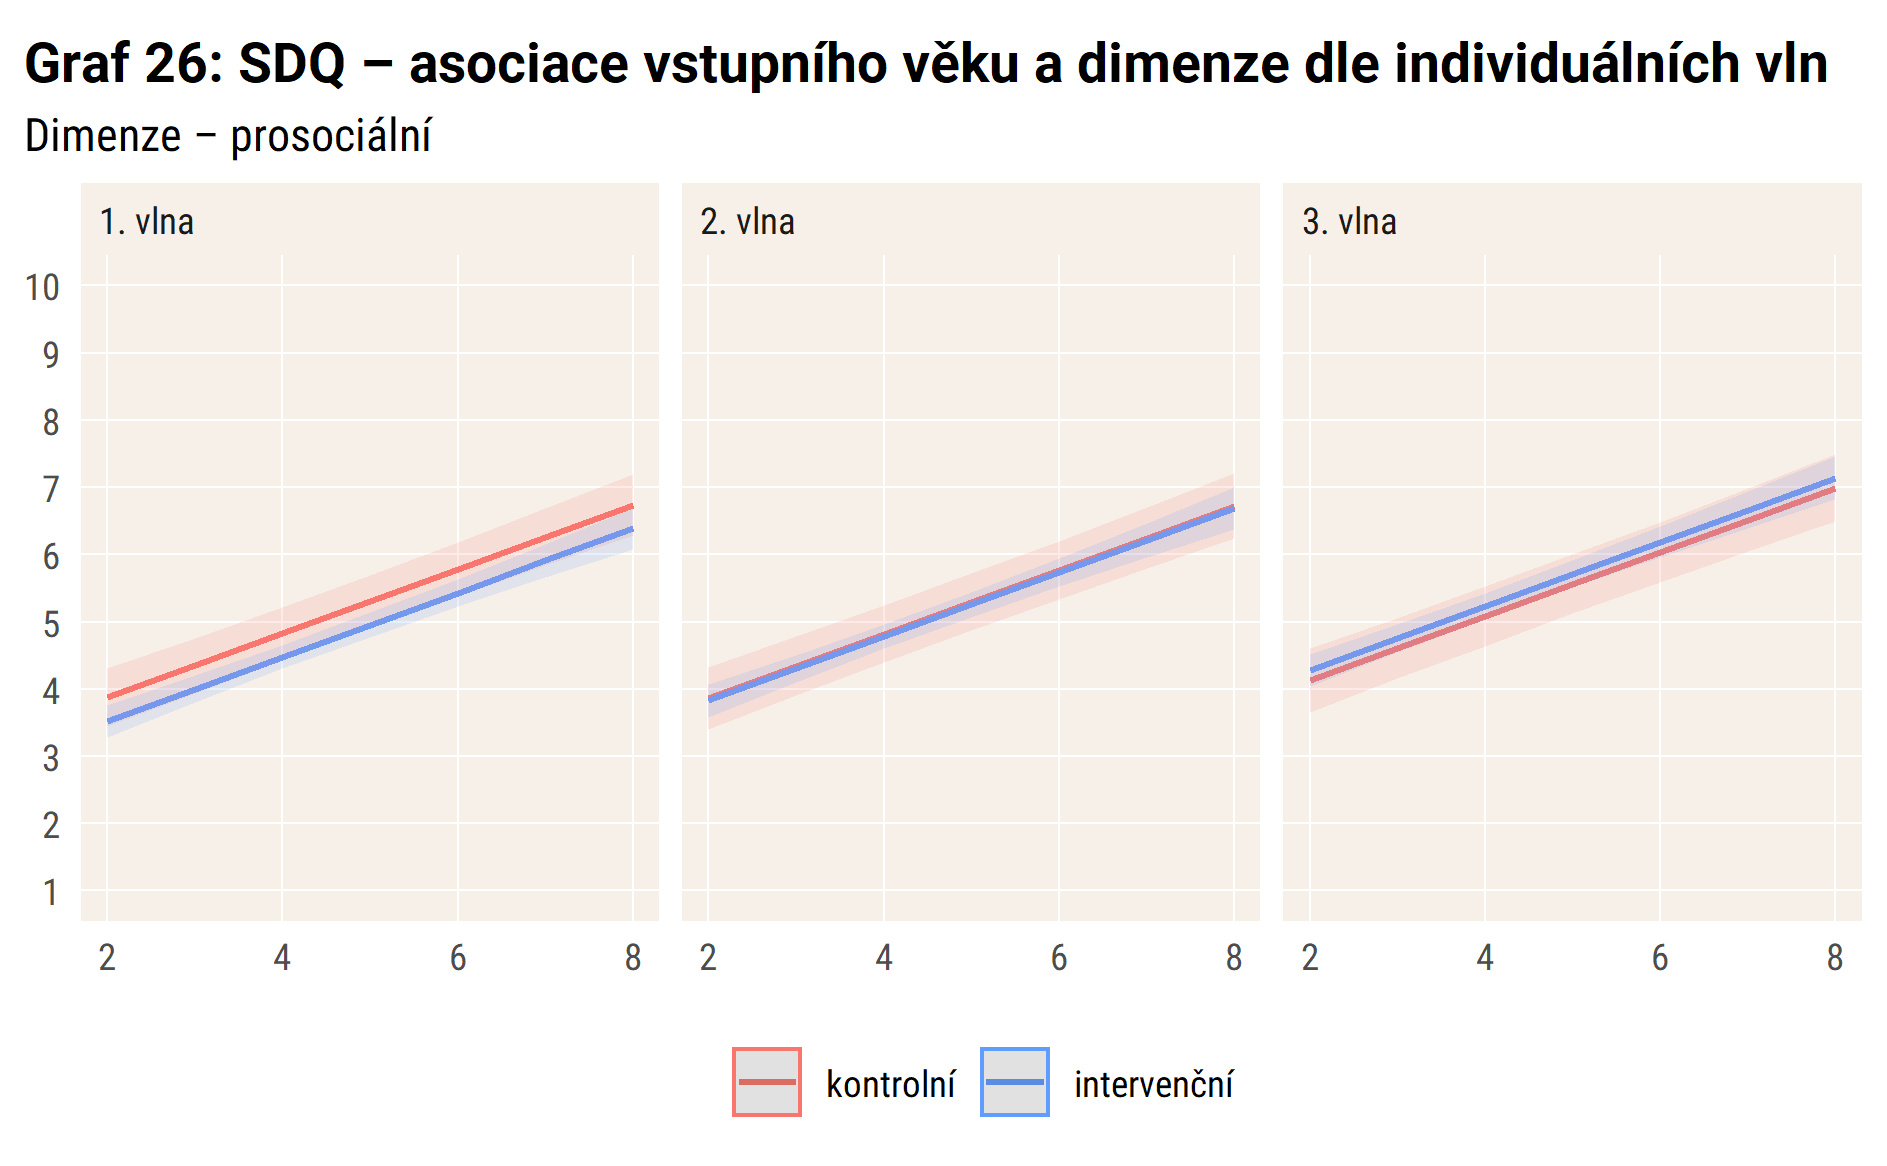 Graf 26: SDQ – asociace vstupního věku a dimenze dle individuálních vln
Dimenze – prosociální
1. vlna
2. vlna
3. vlna
10
9
8
7
6
5
4
3
2
1
2 4 6 8
2 4 6 8
2 4 6 8
kontrolní
intervenční